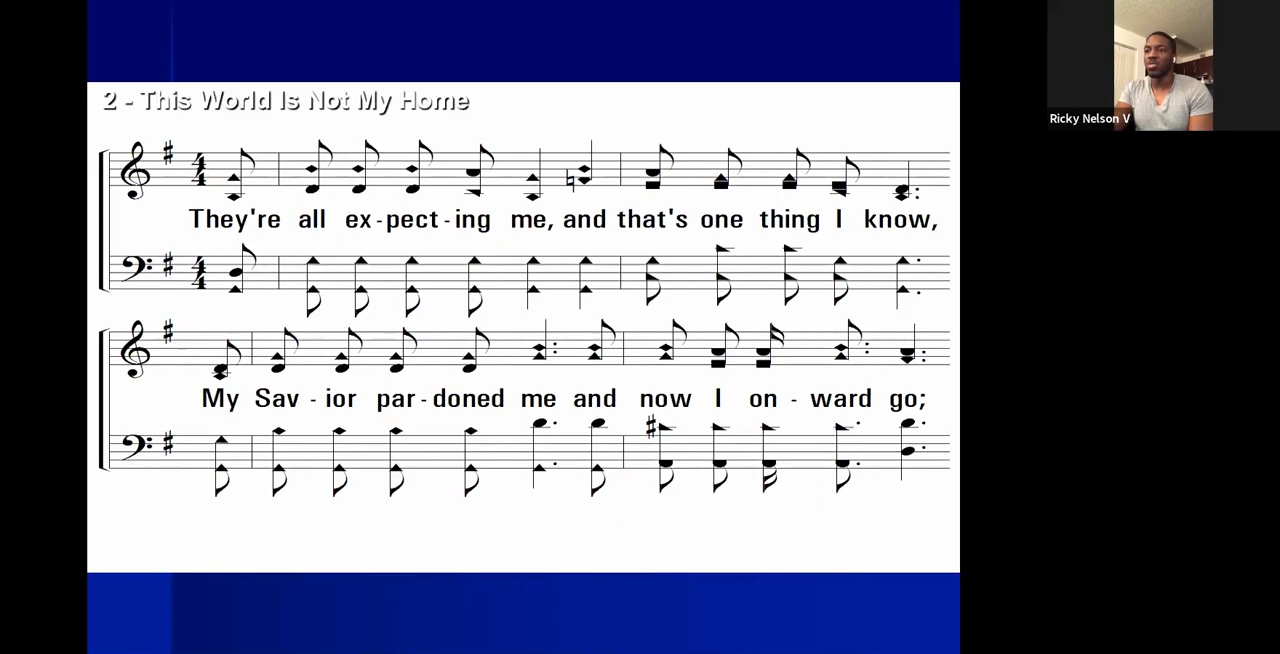 2 - This World Is Not My Home
Ricky Nelson V
They're all ex-pect-ing me, and that's one thing I know,
My Sav-ior par-doned me and now I on-ward go;